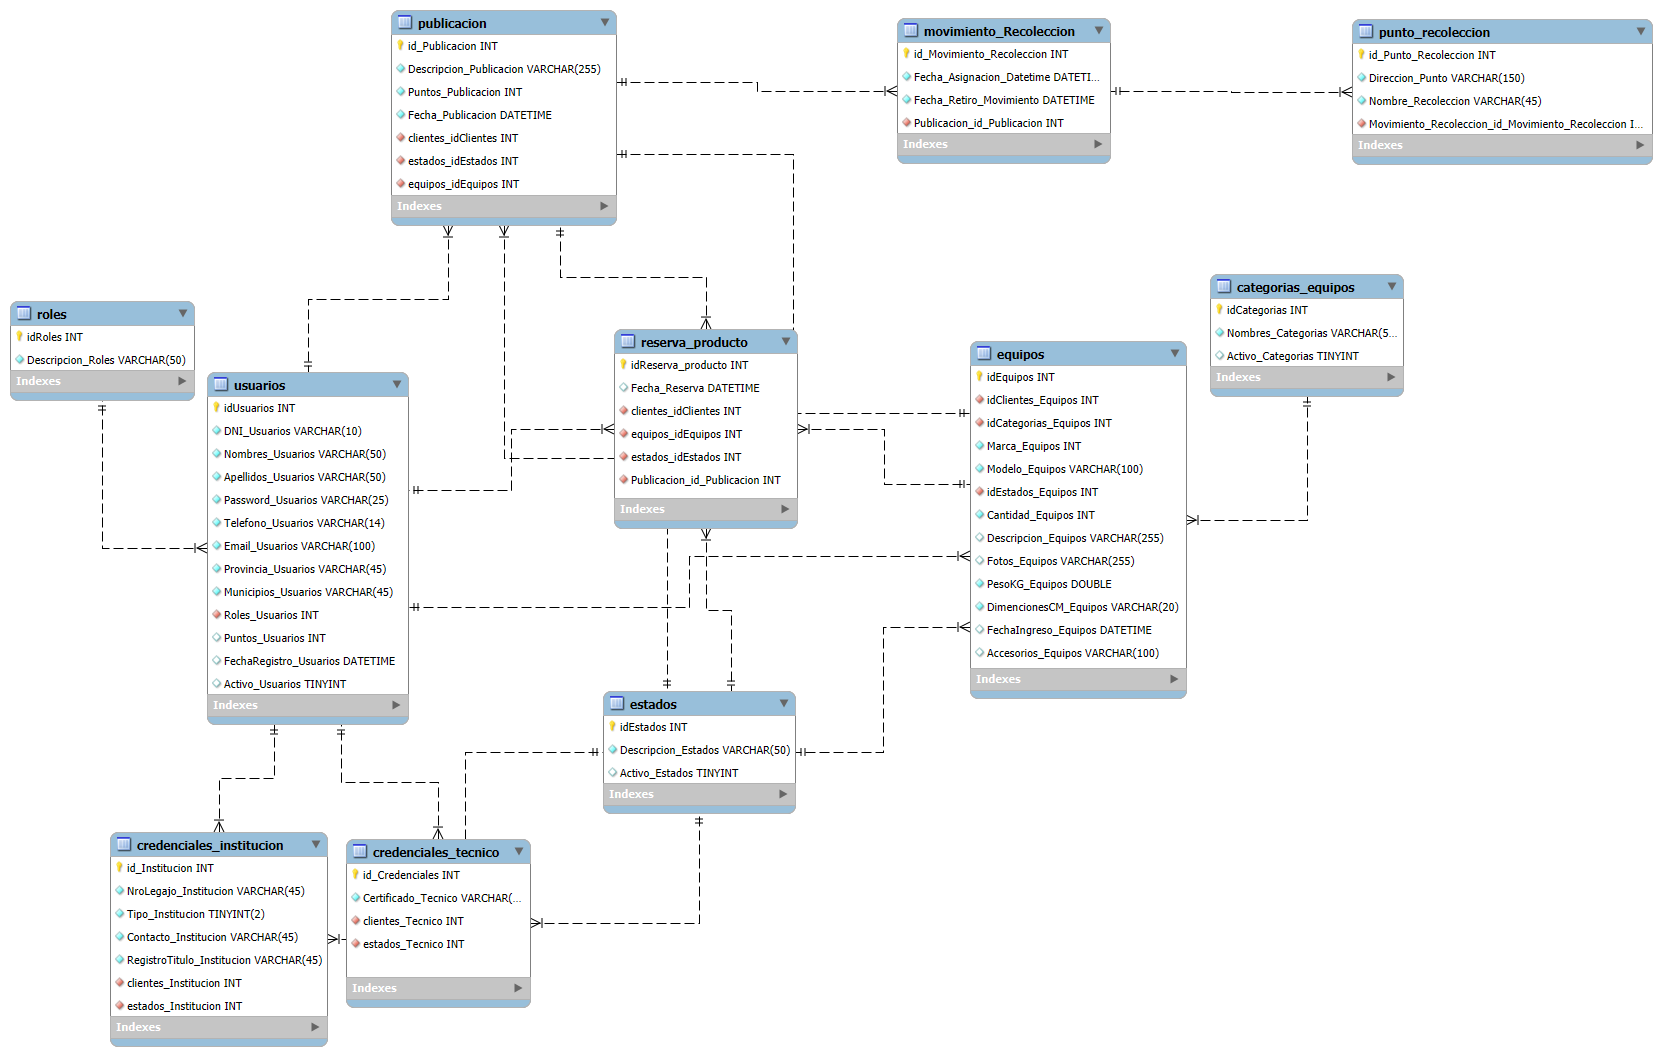 publicacion
id_Publicacion INT
Descripcion_Publicacion VARCHAR(255)
Puntos_Publicacion INT
Fecha_Publicacion DATETIME
clientes_idClientes INT
estados_idEstados INT
equipos_idEquipos INT
Indexes
movimiento_Recoleccion
id_Movimiento_Recoleccion INT
Fecha_Asignacion_Datetime DATETI...
Fecha_Retiro_Movimiento DATETIME
Publicacion_id_Publicacion INT
Indexes
punto_recoleccion
id_Punto_Recoleccion INT
Direccion_Punto VARCHAR(150)
Nombre_Recoleccion VARCHAR(45)
Movimiento_Recoleccion_id_Movimiento_Recoleccion I...
Indexes
roles
idRoles INT
Descripcion_Roles VARCHAR(50)
Indexes
usuarios
idUsuarios INT
DNI_Usuarios VARCHAR(10)
Nombres_Usuarios VARCHAR(50)
Apellidos_Usuarios VARCHAR(50)
Password_Usuarios VARCHAR(25)
Telefono_Usuarios VARCHAR(14)
Email_Usuarios VARCHAR(100)
Provincia_Usuarios VARCHAR(45)
Municipios_Usuarios VARCHAR(45)
Roles_Usuarios INT
Puntos_Usuarios INT
FechaRegistro_Usuarios DATETIME
Activo_Usuarios TINYINT
Indexes
reserva_producto
idReserva_producto INT
Fecha_Reserva DATETIME
clientes_idClientes INT
equipos_idEquipos INT
estados_idEstados INT
Publicacion_id_Publicacion INT
Indexes
equipos
idEquipos INT
idClientes_Equipos INT
idCategorias_Equipos INT
Marca_Equipos INT
Modelo_Equipos VARCHAR(100)
idEstados_Equipos INT
Cantidad_Equipos INT
Descripcion_Equipos VARCHAR(255)
Fotos_Equipos VARCHAR(255)
PesoKG_Equipos DOUBLE
DimencionesCM_Equipos VARCHAR(20)
FechaIngreso_Equipos DATETIME
Accesorios_Equipos VARCHAR(100)
Indexes
categorias_equipos
idCategorias INT
Nombres_Categorias VARCHAR(5...
Activo_Categorias TINYINT
Indexes
estados
idEstados INT
Descripcion_Estados VARCHAR(50)
Activo_Estados TINYINT
Indexes
credenciales_institucion
id_Institucion INT
NroLegajo_Institucion VARCHAR(45)
Tipo_Institucion TINYINT(2)
Contacto_Institucion VARCHAR(45)
RegistroTitulo_Institucion VARCHAR(45)
clientes_Institucion INT
estados_Institucion INT
Indexes
credenciales_tecnico
id_Credenciales INT
Certificado_Tecnico VARCHAR(...
clientes_Tecnico INT
estados_Tecnico INT
Indexes